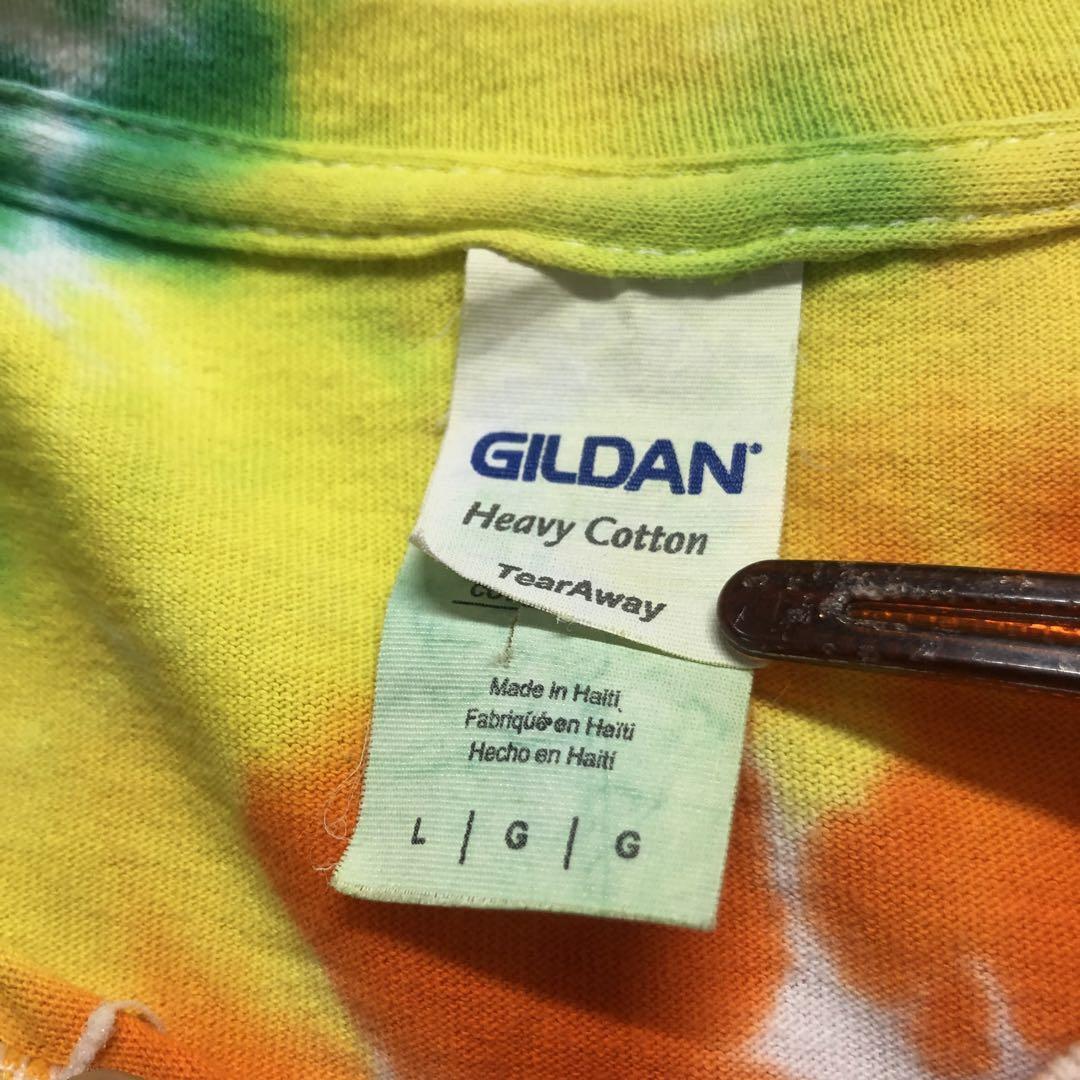 GILDAN®
Heavy Cotton
TearAway
Made in Haiti
Fabriqué en Haïti
Hecho en Haití
L | G | G